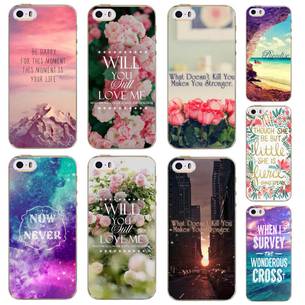 BE HAPPY
FOR THIS MOMENT
THIS MOMENT IS
YOUR LIFE
WILL
YOU
Still
LOVE ME
What Doesn't Kill You
Makes You Stronger.
Paradise
THOUGH SHE
BE BUT
little
SHE IS
fierce
NOW
NEVER
WILL
YOU
Still
LOVE ME
What Doesn't Kill You
Makes You Stronger.
WHEN I
SURVEY
THE
WONDEROUS
CROSS